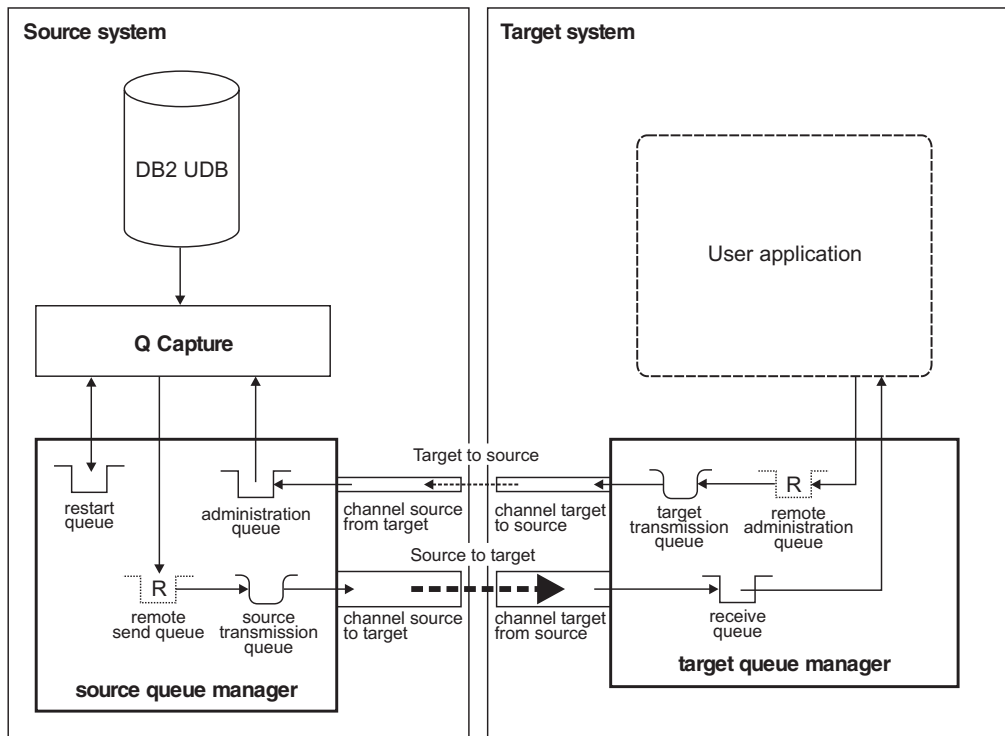 Source system
Target system
DB2 UDB
User application
Q Capture
Target to source
restart
queue
administration
queue
channel source
from target
channel target
to source
target
transmission
queue
R
remote
administration
queue
Source to target
R
remote
send queue
source
transmission
queue
channel source
to target
channel target
from source
receive
queue
source queue manager
target queue manager